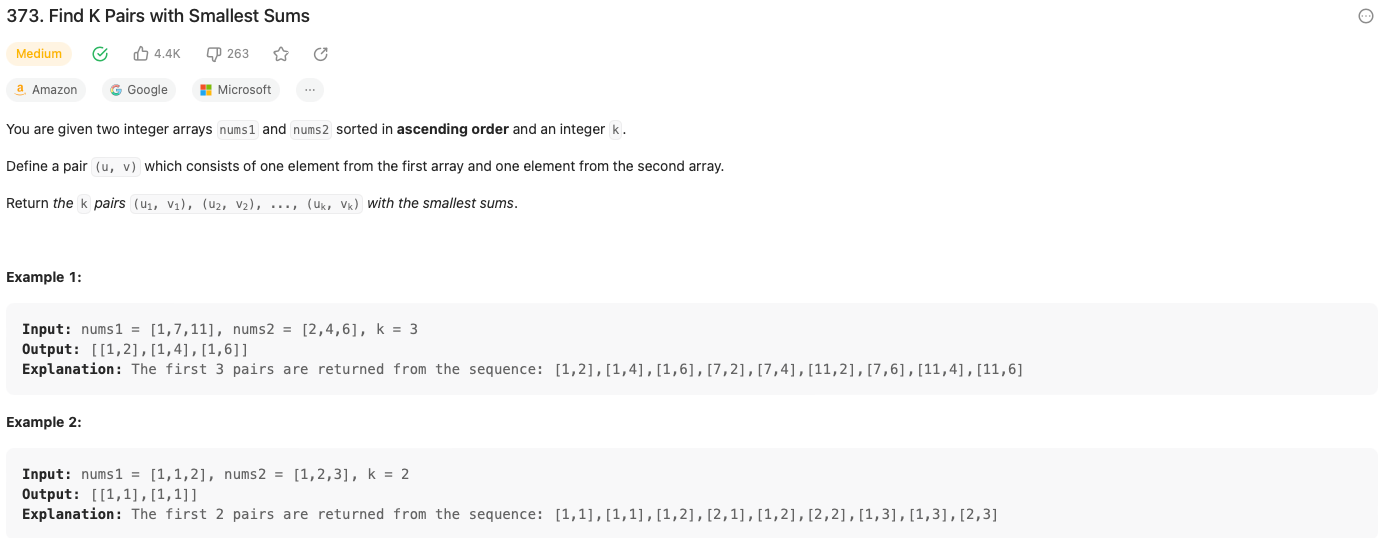 373. Find K Pairs with Smallest Sums
Medium 4.4K 263
Amazon Google Microsoft ...
You are given two integer arrays nums1 and nums2 sorted in ascending order and an integer k.
Define a pair (u, v) which consists of one element from the first array and one element from the second array.
Return the k pairs (u₁, v₁), (u₂, v₂), ..., (uₖ, vₖ) with the smallest sums.
Example 1:
Input: nums1 = [1,7,11], nums2 = [2,4,6], k = 3
Output: [[1,2],[1,4],[1,6]]
Explanation: The first 3 pairs are returned from the sequence: [1,2],[1,4],[1,6],[7,2],[7,4],[11,2],[7,6],[11,4],[11,6]
Example 2:
Input: nums1 = [1,1,2], nums2 = [1,2,3], k = 2
Output: [[1,1],[1,1]]
Explanation: The first 2 pairs are returned from the sequence: [1,1],[1,1],[1,2],[2,1],[1,2],[2,2],[1,3],[1,3],[2,3]